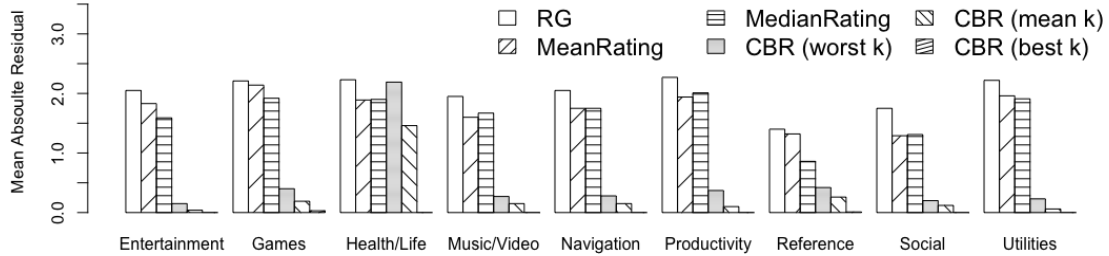 Mean Absoulte Residual
3.0
2.0
1.0
0.0
RG
MeanRating
MedianRating
CBR (worst k)
CBR (mean k)
CBR (best k)
Entertainment Games Health/Life Music/Video Navigation Productivity Reference Social Utilities